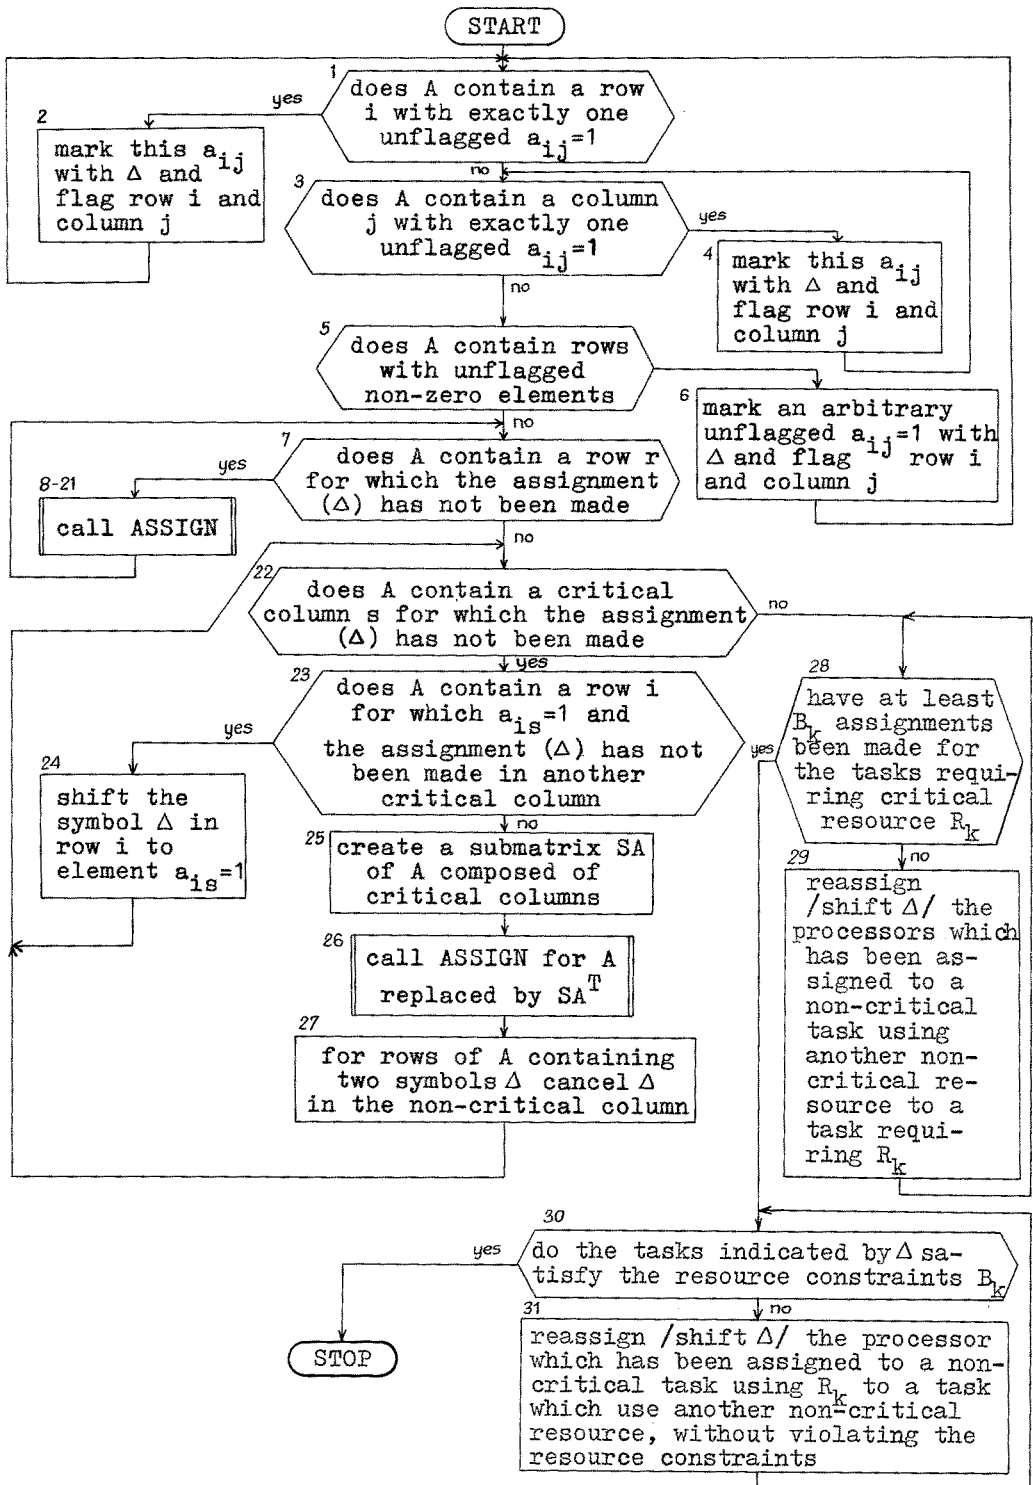 START
1
does A contain a row
i with exactly one
unflagged a_ij=1
yes
2
mark this a_ij
with Δ and
flag row i and
column j
no
3
does A contain a column
j with exactly one
unflagged a_ij=1
yes
4
mark this a_ij
with Δ and
flag row i and
column j
no
5
does A contain rows
with unflagged
non-zero elements
6
mark an arbitrary
unflagged a_ij=1 with
Δ and flag row i
and column j
no
7
does A contain a row r
for which the assignment
(Δ) has not been made
yes
8-21
call ASSIGN
no
22
does A contain a critical
column s for which the assignment
(Δ) has not been made
no
yes
23
does A contain a row i
for which a_is=1 and
the assignment (Δ) has not
been made in another
critical column
yes
24
shift the
symbol Δ in
row i to
element a_is=1
no
25
create a submatrix SA
of A composed of
critical columns
26
call ASSIGN for A
replaced by SA^T
27
for rows of A containing
two symbols Δ cancel Δ
in the non-critical column
28
have at least
B_k assignments
been made for
the tasks requi-
ring critical
resource R_k
yes
no
29
reassign
/shift Δ/ the
processors which
has been as-
signed to a
non-critical
task using
another non-
critical re-
source to a
task requi-
ring R_k
30
do the tasks indicated by Δ sa-
tisfy the resource constraints B_k
yes
STOP
no
31
reassign /shift Δ/ the processor
which has been assigned to a non-
critical task using R_k to a task
which use another non-critical
resource, without violating the
resource constraints